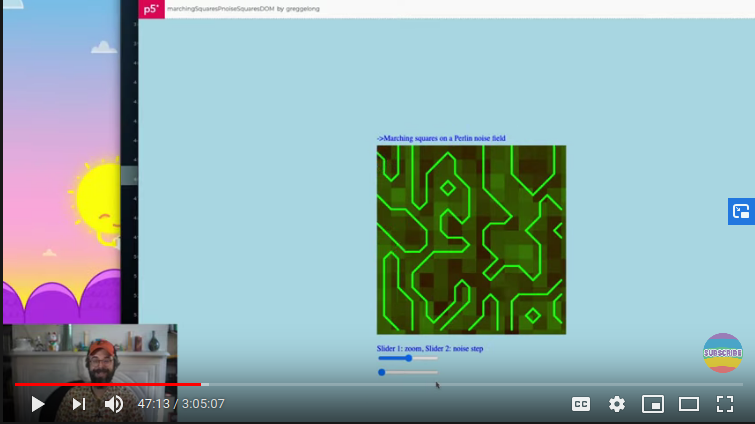 p5* marchingSquaresPnoiseSquaresDOM by greggelong
->Marching squares on a Perlin noise field
Slider 1: zoom, Slider 2: noise step
SUBSCRIBE
47:13 / 3:05:07
CC